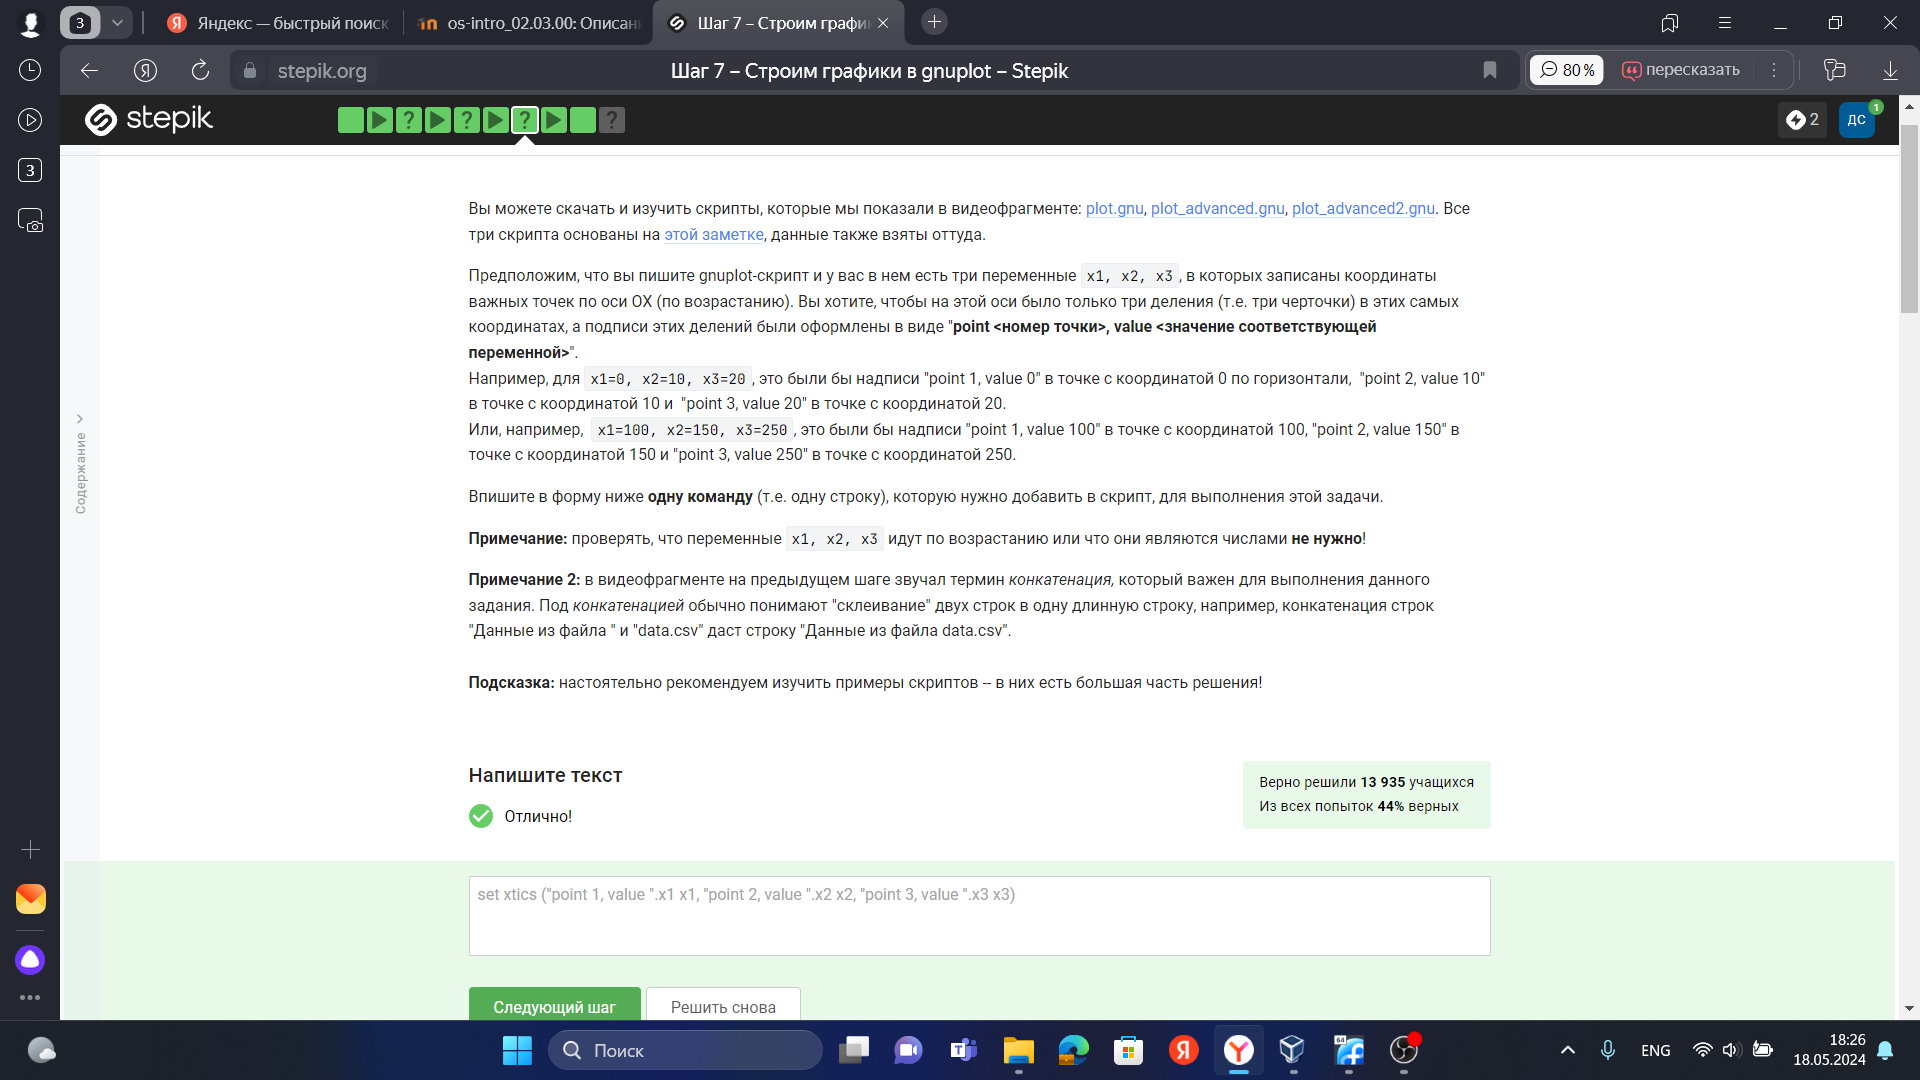 3
Яндекс — быстрый поиск
os-intro_02.03.00: Описан
Шаг 7 – Строим графи
Я
stepik.org
Шаг 7 – Строим графики в gnuplot – Stepik
80 %
пересказать
3
stepik
? ? ? ?
2
ДС
1
Содержание
Вы можете скачать и изучить скрипты, которые мы показали в видеофрагменте: plot.gnu, plot_advanced.gnu, plot_advanced2.gnu. Все
три скрипта основаны на этой заметке, данные также взяты оттуда.
Предположим, что вы пишите gnuplot-скрипт и у вас в нем есть три переменные x1, x2, x3, в которых записаны координаты
важных точек по оси OX (по возрастанию). Вы хотите, чтобы на этой оси было только три деления (т.е. три черточки) в этих самых
координатах, а подписи этих делений были оформлены в виде "point <номер точки>, value <значение соответствующей
переменной>".
Например, для x1=0, x2=10, x3=20, это были бы надписи "point 1, value 0" в точке с координатой 0 по горизонтали, "point 2, value 10"
в точке с координатой 10 и "point 3, value 20" в точке с координатой 20.
Или, например, x1=100, x2=150, x3=250, это были бы надписи "point 1, value 100" в точке с координатой 100, "point 2, value 150" в
точке с координатой 150 и "point 3, value 250" в точке с координатой 250.
Впишите в форму ниже одну команду (т.е. одну строку), которую нужно добавить в скрипт, для выполнения этой задачи.
Примечание: проверять, что переменные x1, x2, x3 идут по возрастанию или что они являются числами не нужно!
Примечание 2: в видеофрагменте на предыдущем шаге звучал термин конкатенация, который важен для выполнения данного
задания. Под конкатенацией обычно понимают "склеивание" двух строк в одну длинную строку, например, конкатенация строк
"Данные из файла " и "data.csv" даст строку "Данные из файла data.csv".
Подсказка: настоятельно рекомендуем изучить примеры скриптов -- в них есть большая часть решения!
Напишите текст
Отлично!
Верно решили 13 935 учащихся
Из всех попыток 44% верных
set xtics ("point 1, value ".x1 x1, "point 2, value ".x2 x2, "point 3, value ".x3 x3)
Следующий шаг
Решить снова
Поиск
ENG
18:26
18.05.2024